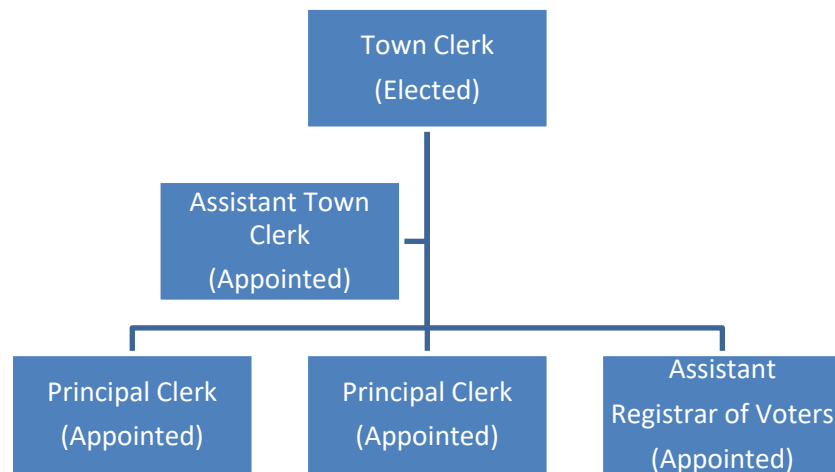 Town Clerk
(Elected)
Assistant Town
Clerk
(Appointed)
Principal Clerk
(Appointed)
Principal Clerk
(Appointed)
Assistant
Registrar of Voters
(Appointed)